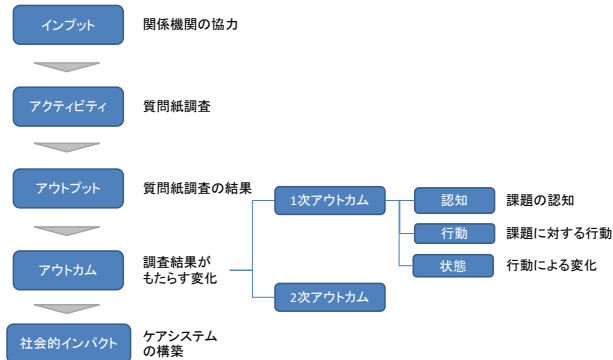 インプット
関係機関の協力
アクティビティ
質問紙調査
アウトプット
質問紙調査の結果
1次アウトカム
認知
課題の認知
行動
課題に対する行動
状態
行動による変化
アウトカム
調査結果が
もたらす変化
2次アウトカム
社会的インパクト
ケアシステム
の構築